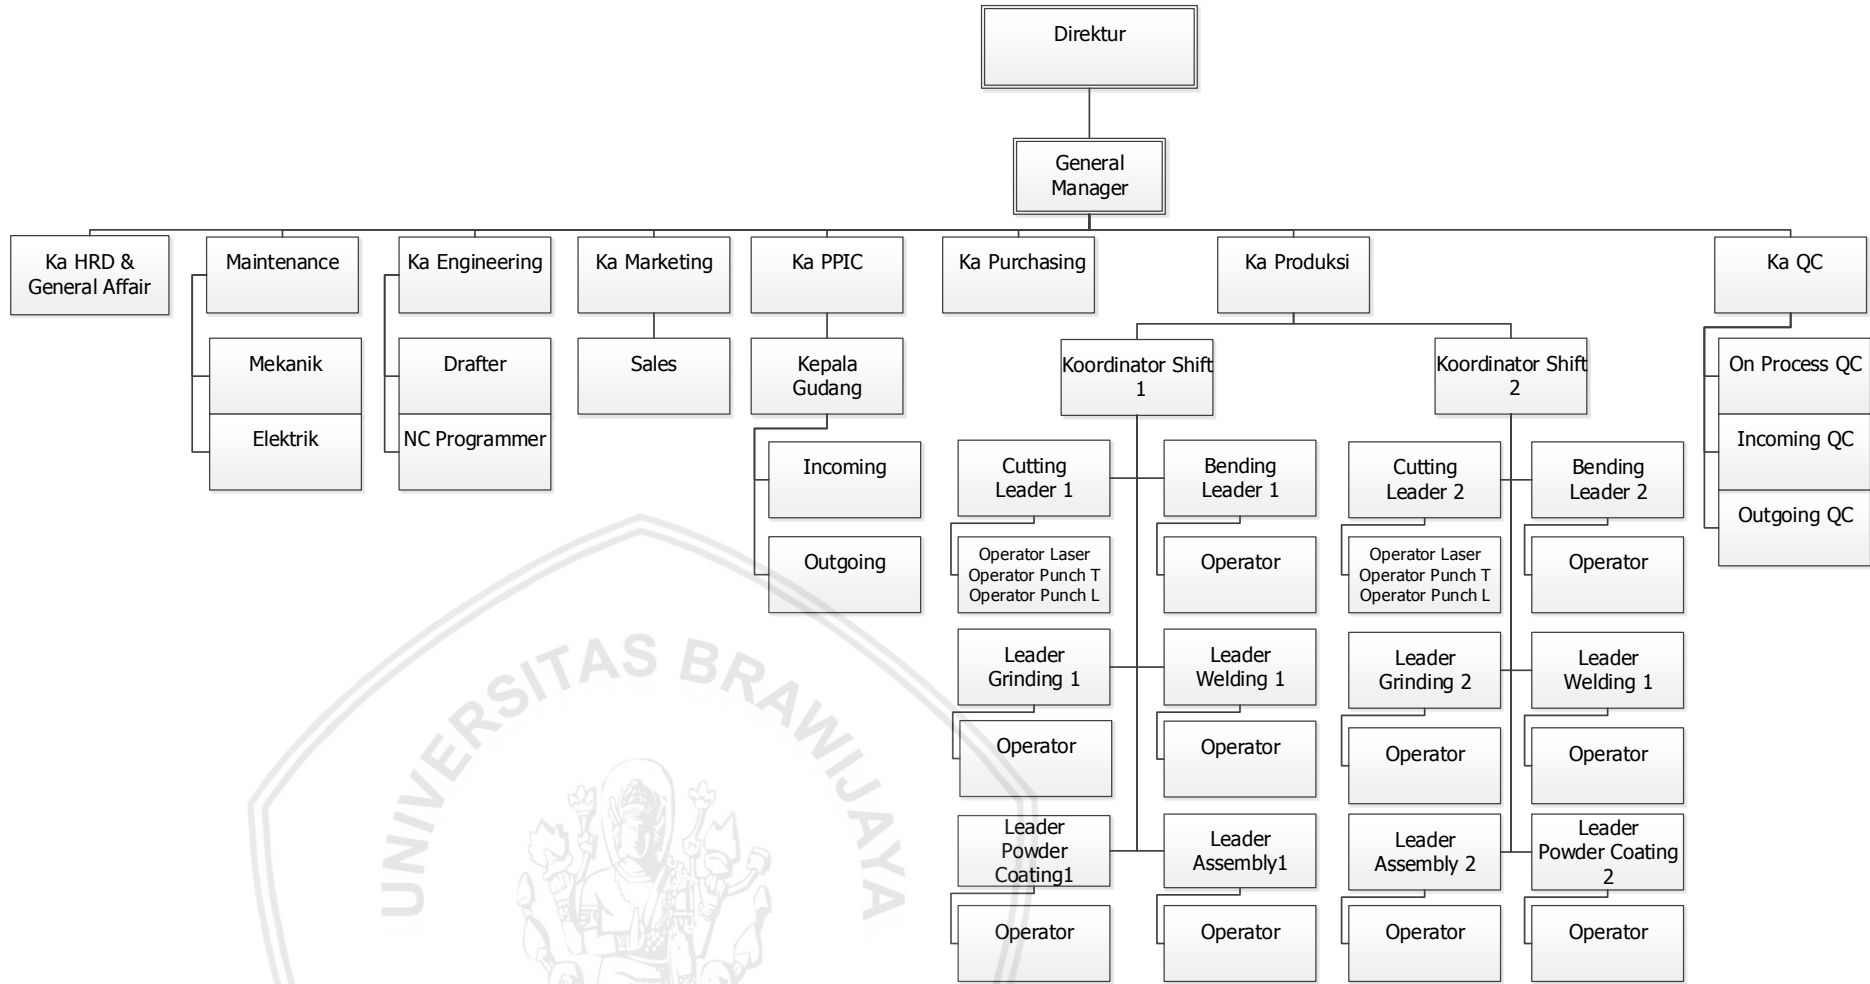 Direktur
General
Manager
Ka HRD &
General Affair
Maintenance
Ka Engineering
Ka Marketing
Ka PPIC
Ka Purchasing
Ka Produksi
Ka QC
Mekanik
Elektrik
Drafter
NC Programmer
Sales
Kepala
Gudang
Incoming
Outgoing
Koordinator Shift
1
Cutting
Leader 1
Bending
Leader 1
Operator Laser
Operator Punch T
Operator Punch L
Operator
Leader
Grinding 1
Leader
Welding 1
Operator
Operator
Leader
Powder
Coating1
Leader
Assembly1
Operator
Operator
Koordinator Shift
2
Cutting
Leader 2
Bending
Leader 2
Operator Laser
Operator Punch T
Operator Punch L
Operator
Leader
Grinding 2
Leader
Welding 1
Operator
Operator
Leader
Assembly 2
Leader
Powder Coating
2
Operator
Operator
On Process QC
Incoming QC
Outgoing QC
UNIVERSITAS BRAWIJAYA